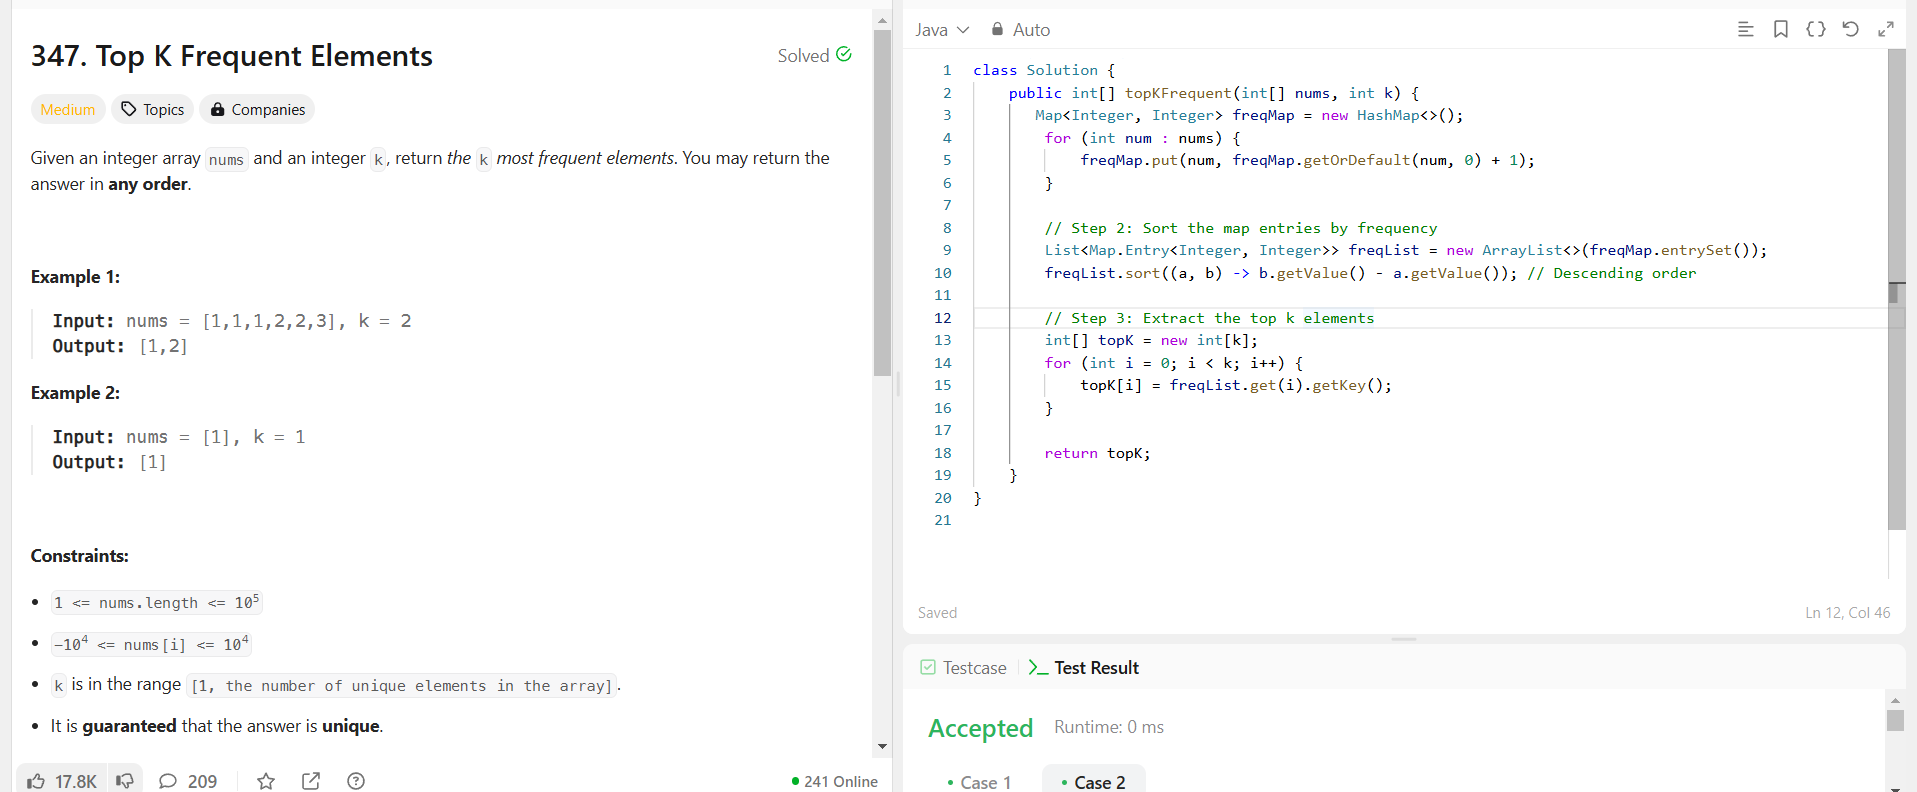 347. Top K Frequent Elements
Solved
Medium Topics Companies
Given an integer array nums and an integer k, return the k most frequent elements. You may return the
answer in any order.
Example 1:
Input: nums = [1,1,1,2,2,3], k = 2
Output: [1,2]
Example 2:
Input: nums = [1], k = 1
Output: [1]
Constraints:
• 1 <= nums.length <= 10⁵
• -10⁴ <= nums[i] <= 10⁴
• k is in the range [1, the number of unique elements in the array].
• It is guaranteed that the answer is unique.
17.8K 209 241 Online
Java Auto
1 class Solution {
2     public int[] topKFrequent(int[] nums, int k) {
3        Map<Integer, Integer> freqMap = new HashMap<>();
4         for (int num : nums) {
5             freqMap.put(num, freqMap.getOrDefault(num, 0) + 1);
6         }
7
8         // Step 2: Sort the map entries by frequency
9         List<Map.Entry<Integer, Integer>> freqList = new ArrayList<>(freqMap.entrySet());
10         freqList.sort((a, b) -> b.getValue() - a.getValue()); // Descending order
11
12         // Step 3: Extract the top k elements
13         int[] topK = new int[k];
14         for (int i = 0; i < k; i++) {
15             topK[i] = freqList.get(i).getKey();
16         }
17
18         return topK;
19     }
20 }
21
Saved Ln 12, Col 46
Testcase >_ Test Result
Accepted Runtime: 0 ms
• Case 1 • Case 2